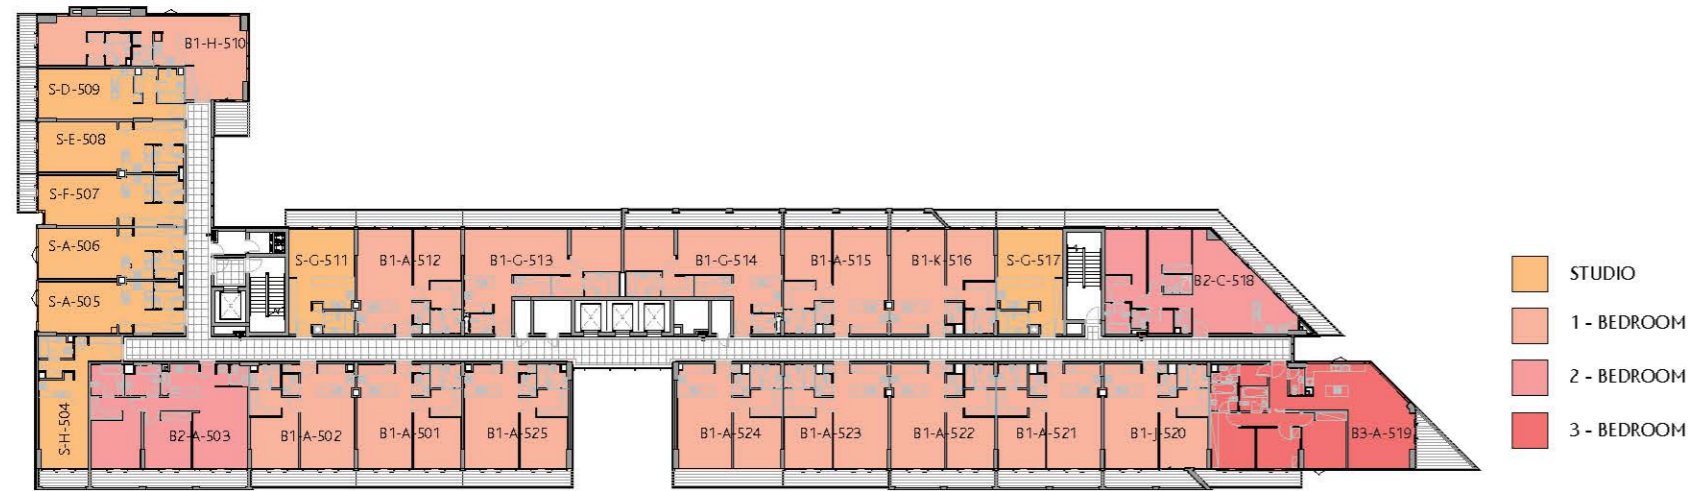 B1-H-510
S-D-509
S-E-508
S-F-507
S-A-506
S-A-505
S-G-511
B1-A-512
B1-G-513
B1-G-514
B1-A-515
B1-K-516
S-G-517
B2-C-518
S-H-504
B2-A-503
B1-A-502
B1-A-501
B1-A-525
B1-A-524
B1-A-523
B1-A-522
B1-A-521
B1-J-520
B3-A-519
STUDIO
1 - BEDROOM
2 - BEDROOM
3 - BEDROOM